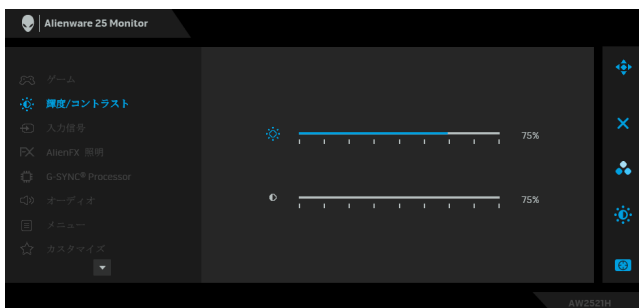 Alienware 25 Monitor
ゲーム
輝度/コントラスト
入力信号
AlienFX 照明
G-SYNC® Processor
オーディオ
メニュー
カスタマイズ
75%
75%
AW2521H